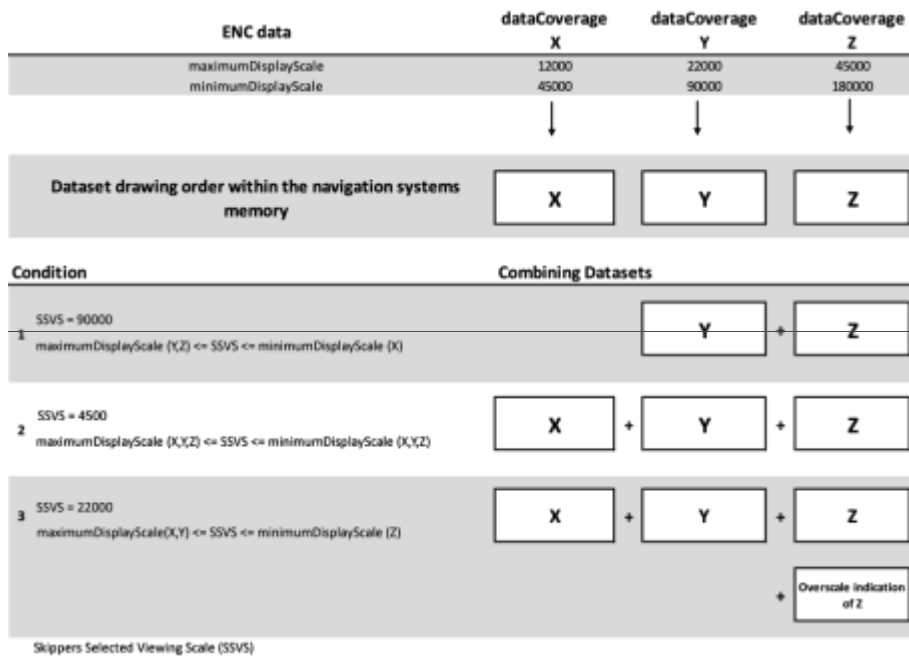 ENC data dataCoverage X dataCoverage Y dataCoverage Z
maximumDisplayScale 12000 22000 45000
minimumDisplayScale 45000 90000 180000
Dataset drawing order within the navigation systems
memory
X Y Z
Condition Combining Datasets
1 SSVS = 90000
maximumDisplayScale (Y,Z) <= SSVS <= minimumDisplayScale (X)
Y + Z
2 SSVS = 4500
maximumDisplayScale (X,Y,Z) <= SSVS <= minimumDisplayScale (X,Y,Z)
X + Y + Z
3 SSVS = 22000
maximumDisplayScale(X,Y) <= SSVS <= minimumDisplayScale (Z)
X + Y + Z
+ Overscale indication
of Z
Skippers Selected Viewing Scale (SSVS)